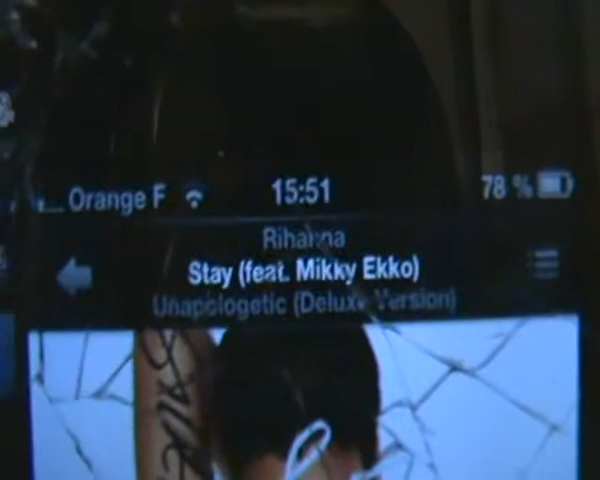 Orange F 15:51 78 %
Rihanna
Stay (feat. Mikky Ekko)
Unapologetic (Deluxe Version)